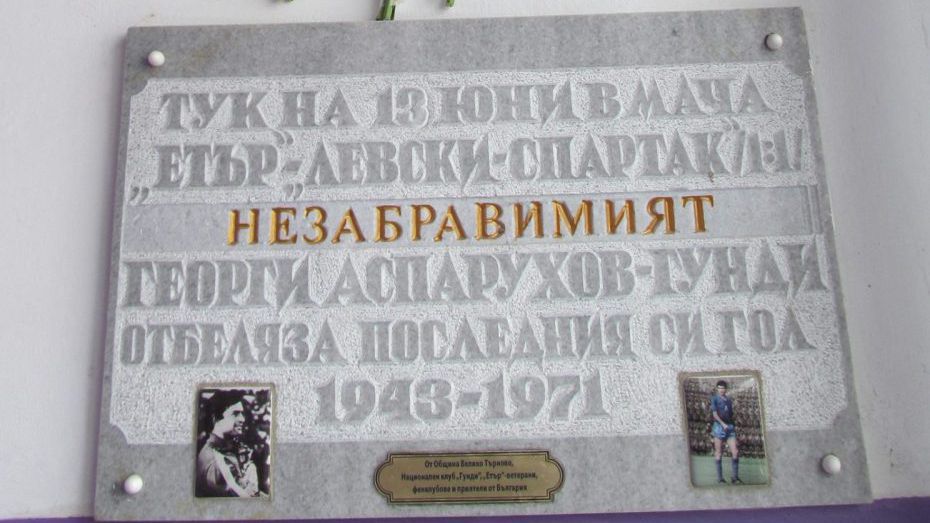 ТУК НА 13 ЮНИ В МАЧА
„ЕТЪР”-„ЛЕВСКИ-СПАРТАК”/1:1/
НЕЗАБРАВИМИЯТ
ГЕОРГИ АСПАРУХОВ-ГУНДИ
ОТБЕЛЯЗА ПОСЛЕДНИЯ СИ ГОЛ
1943-1971
От Община Велико Търново,
Национален клуб „Гунди”, „Етър”-ветерани,
фенклубове и приятели от България